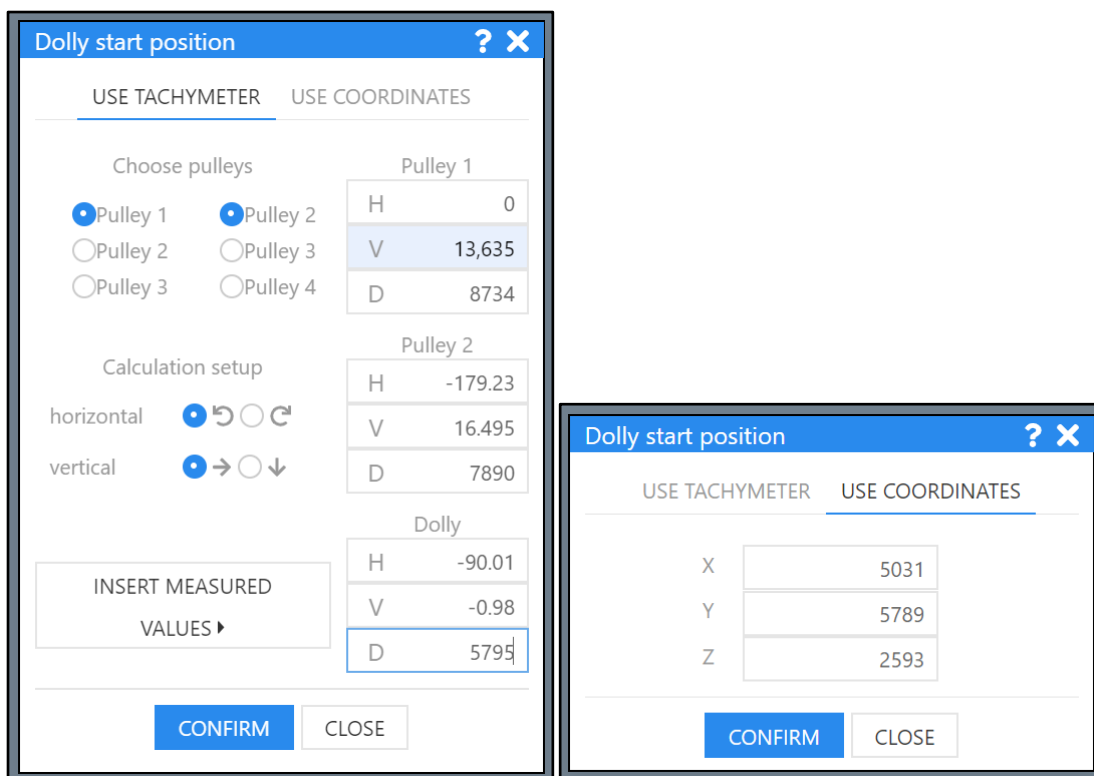 Dolly start position ? ×
USE TACHYMETER USE COORDINATES
Choose pulleys
Pulley 1 Pulley 2
Pulley 2 Pulley 3
Pulley 3 Pulley 4
Pulley 1
H 0
V 13,635
D 8734
Calculation setup
horizontal
vertical
Pulley 2
H -179.23
V 16.495
D 7890
INSERT MEASURED
VALUES
Dolly
H -90.01
V -0.98
D 5795
CONFIRM CLOSE
Dolly start position ? ×
USE TACHYMETER USE COORDINATES
X 5031
Y 5789
Z 2593
CONFIRM CLOSE